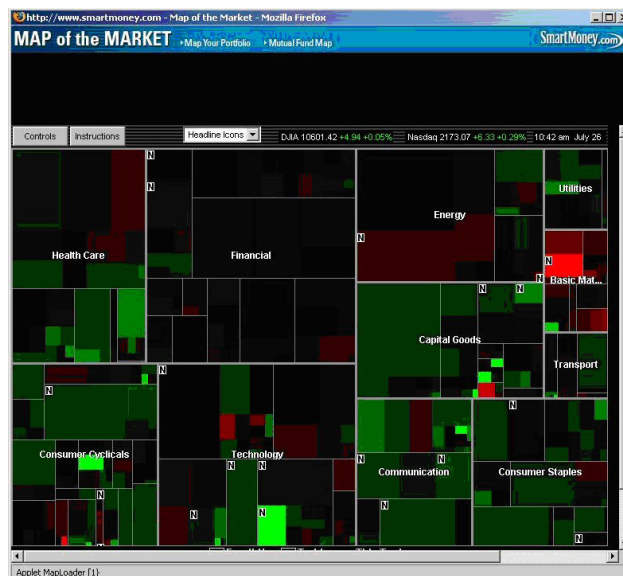 http://www.smartmoney.com - Map of the Market - Mozilla Firefox
MAP of the MARKET
Map Your Portfolio
Mutual Fund Map
SmartMoney.com
Controls
Instructions
Headline Icons
DJIA 10601.42 +4.94 +0.05%
Nasdaq 2173.07 +6.33 +0.29%
10:42 am July 26
N
N
Utilities
Energy
N
N
Health Care
Financial
N
Basic Mat...
N
N
Capital Goods
N
Transport
N
N
N
Consumer Cyclicals
Technology
N
N
N
N
Communication
Consumer Staples
N
N
N
N
Applet MapLoader [1]